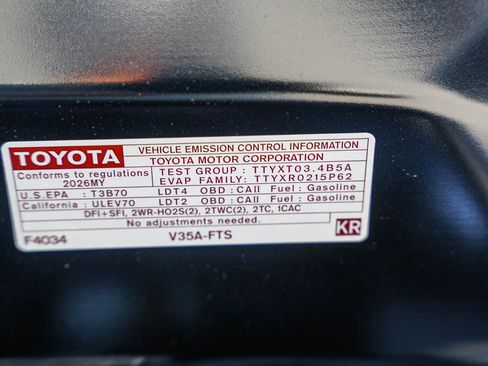 TOYOTA
VEHICLE EMISSION CONTROL INFORMATION
TOYOTA MOTOR CORPORATION
Conforms to regulations
2026MY
TEST GROUP : TTYXT03.4B5A
EVAP FAMILY: TTYXR0215P62
U.S.EPA : T3B70 LDT4 OBD : CAII Fuel : Gasoline
California : ULEV70 LDT2 OBD : CAII Fuel : Gasoline
DFI+SFI, 2WR-HO2S(2), 2TWC(2), 2TC, 1CAC
No adjustments needed.
F4034 V35A-FTS KR